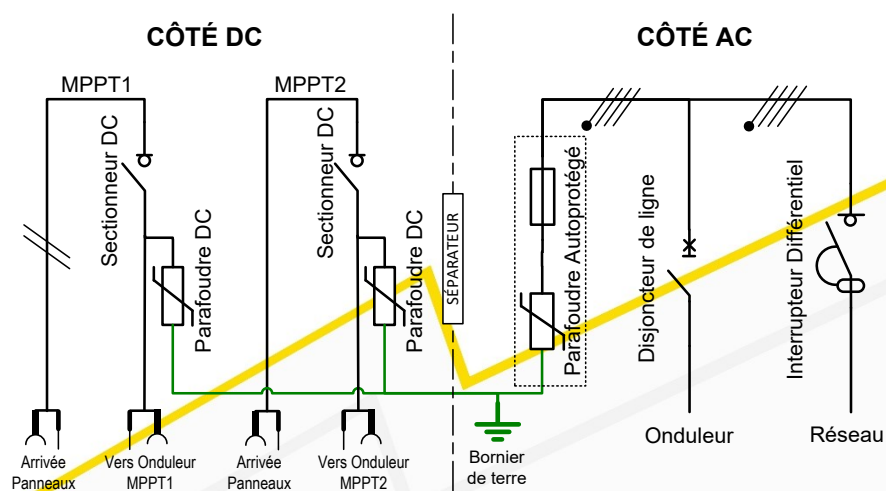 CÔTÉ DC
CÔTÉ AC
MPPT1
MPPT2
Sectionneur DC
Parafoudre DC
Sectionneur DC
Parafoudre DC
SÉPARATEUR
Parafoudre Autoprotégé
Disjoncteur de ligne
Interrupteur Différentiel
Arrivée
Panneaux
Vers Onduleur
MPPT1
Arrivée
Panneaux
Vers Onduleur
MPPT2
Bornier
de terre
Onduleur
Réseau